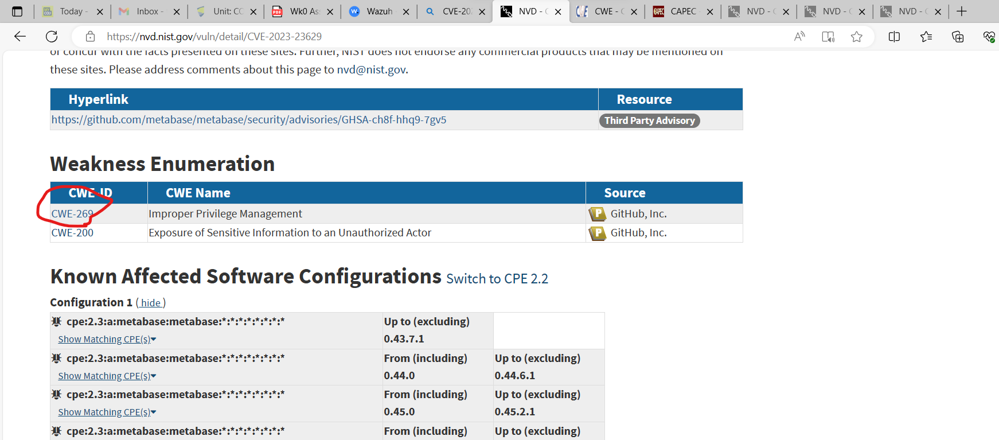 Today -
Inbox -
Unit: CC
PDF
Wk0 As
W
Wazuh
CVE-20
NVD - C
CWE - C
CAPEC
CAPEC -
NVD - C
NVD - C
NVD - C
https://nvd.nist.gov/vuln/detail/CVE-2023-23629
or concur with the facts presented on these sites. Further, NIST does not endorse any commercial products that may be mentioned on
these sites. Please address comments about this page to nvd@nist.gov.
Hyperlink Resource
https://github.com/metabase/metabase/security/advisories/GHSA-ch8f-hhq9-7gv5 Third Party Advisory
Weakness Enumeration
CWE-ID CWE Name Source
CWE-269 Improper Privilege Management P GitHub, Inc.
CWE-200 Exposure of Sensitive Information to an Unauthorized Actor P GitHub, Inc.
Known Affected Software Configurations Switch to CPE 2.2
Configuration 1 ( hide )
cpe:2.3:a:metabase:metabase:*:*:*:*:*:*:*:* Up to (excluding)
Show Matching CPE(s) 0.43.7.1
cpe:2.3:a:metabase:metabase:*:*:*:*:*:*:*:* From (including) Up to (excluding)
Show Matching CPE(s) 0.44.0 0.44.6.1
cpe:2.3:a:metabase:metabase:*:*:*:*:*:*:*:* From (including) Up to (excluding)
Show Matching CPE(s) 0.45.0 0.45.2.1
cpe:2.3:a:metabase:metabase:*:*:*:*:*:*:*:* From (including) Up to (excluding)